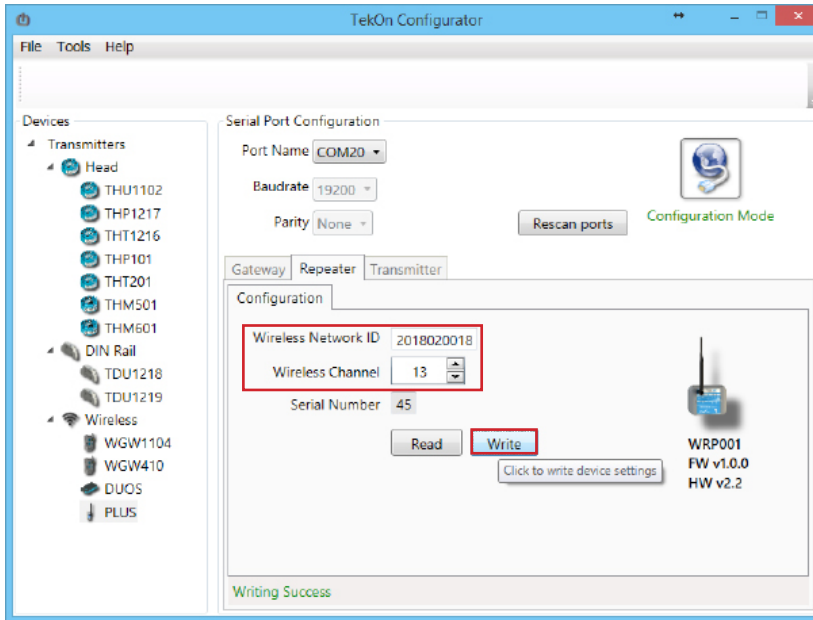 TekOn Configurator
File Tools Help
Devices
Transmitters
Head
THU1102
THP1217
THT1216
THP101
THT201
THM501
THM601
DIN Rail
TDU1218
TDU1219
Wireless
WGW1104
WGW410
DUOS
PLUS
Serial Port Configuration
Port Name COM20
Baudrate 19200
Parity None
Rescan ports
Configuration Mode
Gateway Repeater Transmitter
Configuration
Wireless Network ID 2018020018
Wireless Channel 13
Serial Number 45
Read Write
Click to write device settings
WRP001
FW v1.0.0
HW v2.2
Writing Success